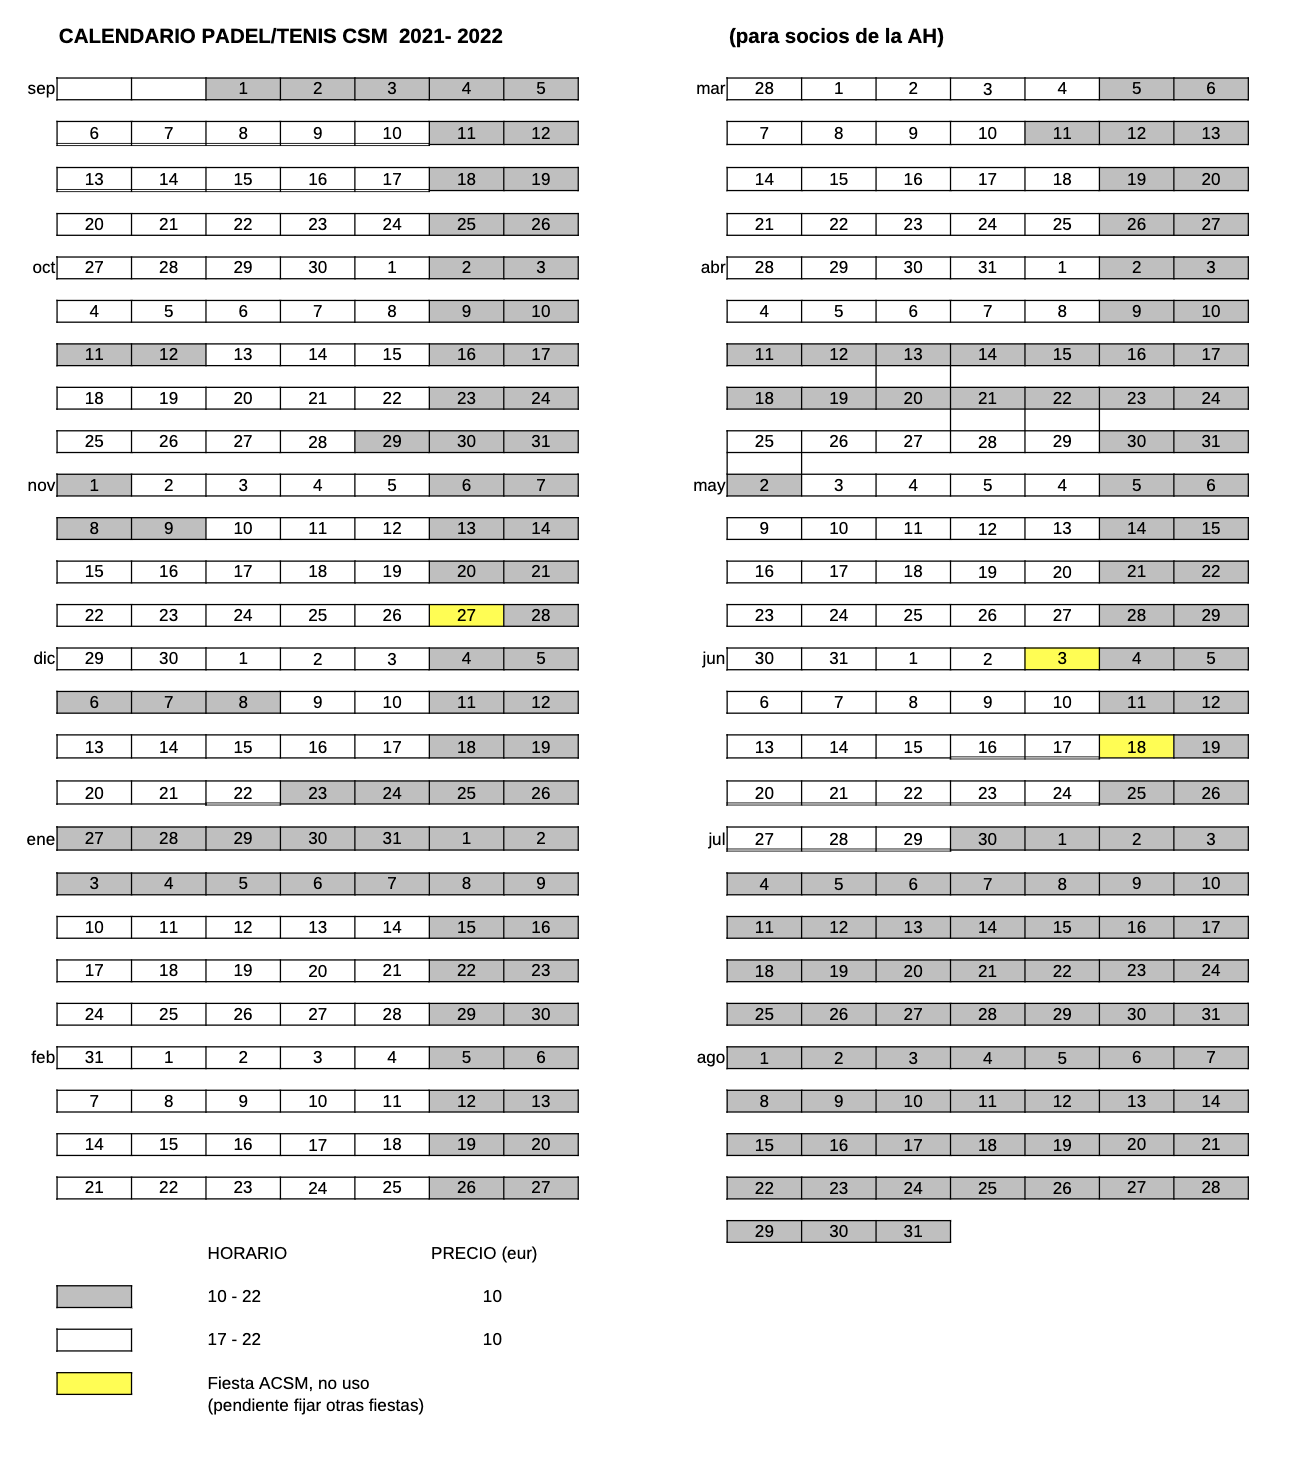 CALENDARIO PADEL/TENIS CSM 2021- 2022
sep 1 2 3 4 5
6 7 8 9 10 11 12
13 14 15 16 17 18 19
20 21 22 23 24 25 26
oct 27 28 29 30 1 2 3
4 5 6 7 8 9 10
11 12 13 14 15 16 17
18 19 20 21 22 23 24
25 26 27 28 29 30 31
nov 1 2 3 4 5 6 7
8 9 10 11 12 13 14
15 16 17 18 19 20 21
22 23 24 25 26 27 28
dic 29 30 1 2 3 4 5
6 7 8 9 10 11 12
13 14 15 16 17 18 19
20 21 22 23 24 25 26
ene 27 28 29 30 31 1 2
3 4 5 6 7 8 9
10 11 12 13 14 15 16
17 18 19 20 21 22 23
24 25 26 27 28 29 30
feb 31 1 2 3 4 5 6
7 8 9 10 11 12 13
14 15 16 17 18 19 20
21 22 23 24 25 26 27
HORARIO PRECIO (eur)
10 - 22 10
17 - 22 10
Fiesta ACSM, no uso
(pendiente fijar otras fiestas)
(para socios de la AH)
mar 28 1 2 3 4 5 6
7 8 9 10 11 12 13
14 15 16 17 18 19 20
21 22 23 24 25 26 27
abr 28 29 30 31 1 2 3
4 5 6 7 8 9 10
11 12 13 14 15 16 17
18 19 20 21 22 23 24
25 26 27 28 29 30 31
may 2 3 4 5 4 5 6
9 10 11 12 13 14 15
16 17 18 19 20 21 22
23 24 25 26 27 28 29
jun 30 31 1 2 3 4 5
6 7 8 9 10 11 12
13 14 15 16 17 18 19
20 21 22 23 24 25 26
jul 27 28 29 30 1 2 3
4 5 6 7 8 9 10
11 12 13 14 15 16 17
18 19 20 21 22 23 24
25 26 27 28 29 30 31
ago 1 2 3 4 5 6 7
8 9 10 11 12 13 14
15 16 17 18 19 20 21
22 23 24 25 26 27 28
29 30 31